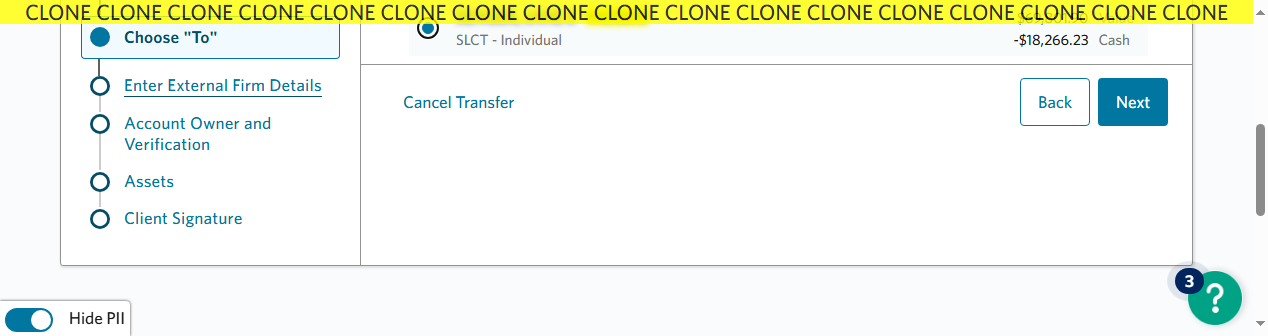 CLONE CLONE CLONE CLONE CLONE CLONE CLONE CLONE CLONE CLONE CLONE CLONE CLONE CLONE CLONE CLONE CLONE
Choose "To"
SLCT - Individual
-$18,266.23 Cash
Enter External Firm Details
Account Owner and
Verification
Assets
Client Signature
Cancel Transfer
Back
Next
3
?
Hide PII